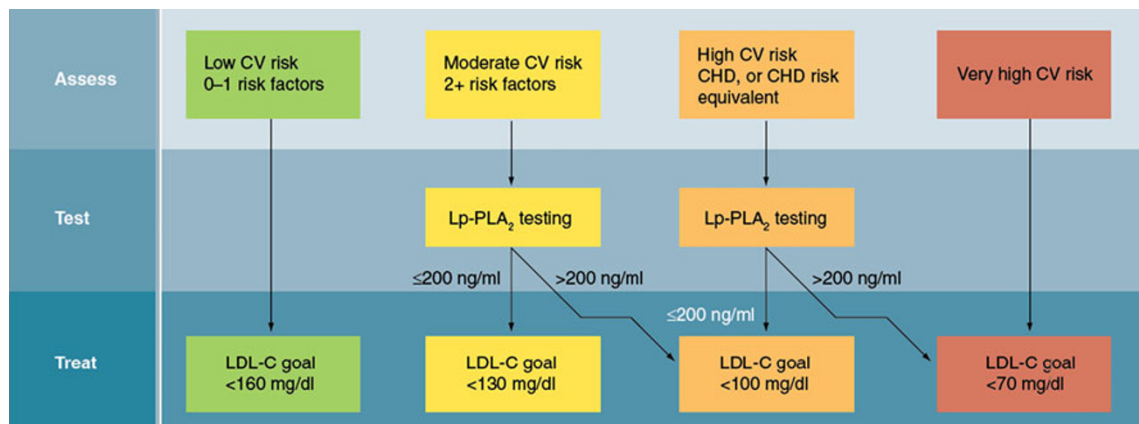 Assess
Low CV risk
0–1 risk factors
Moderate CV risk
2+ risk factors
High CV risk
CHD, or CHD risk
equivalent
Very high CV risk
Test
Lp-PLA₂ testing
Lp-PLA₂ testing
≤200 ng/ml
>200 ng/ml
≤200 ng/ml
>200 ng/ml
Treat
LDL-C goal
<160 mg/dl
LDL-C goal
<130 mg/dl
LDL-C goal
<100 mg/dl
LDL-C goal
<70 mg/dl